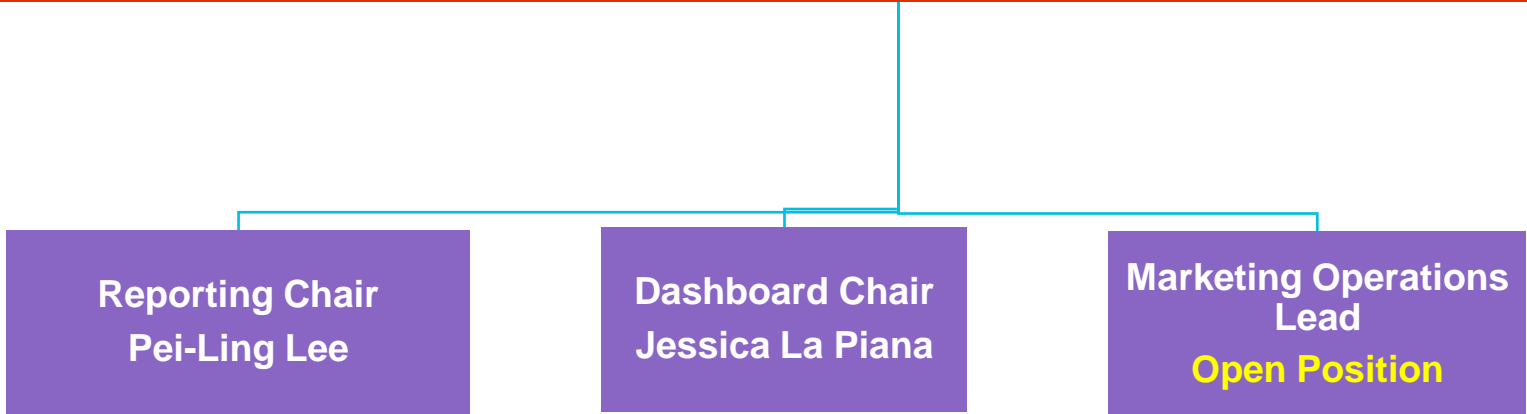 Reporting Chair
Pei-Ling Lee
Dashboard Chair
Jessica La Piana
Marketing Operations
Lead
Open Position